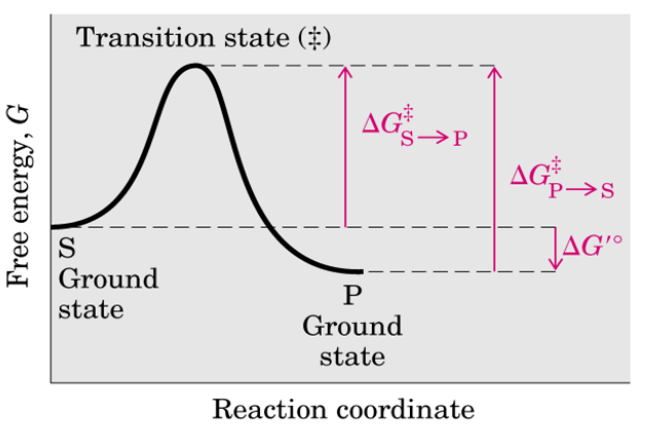 Transition state (‡)
Free energy, G
ΔG‡S→P
ΔG‡P→S
ΔG′°
S
Ground
state
P
Ground
state
Reaction coordinate